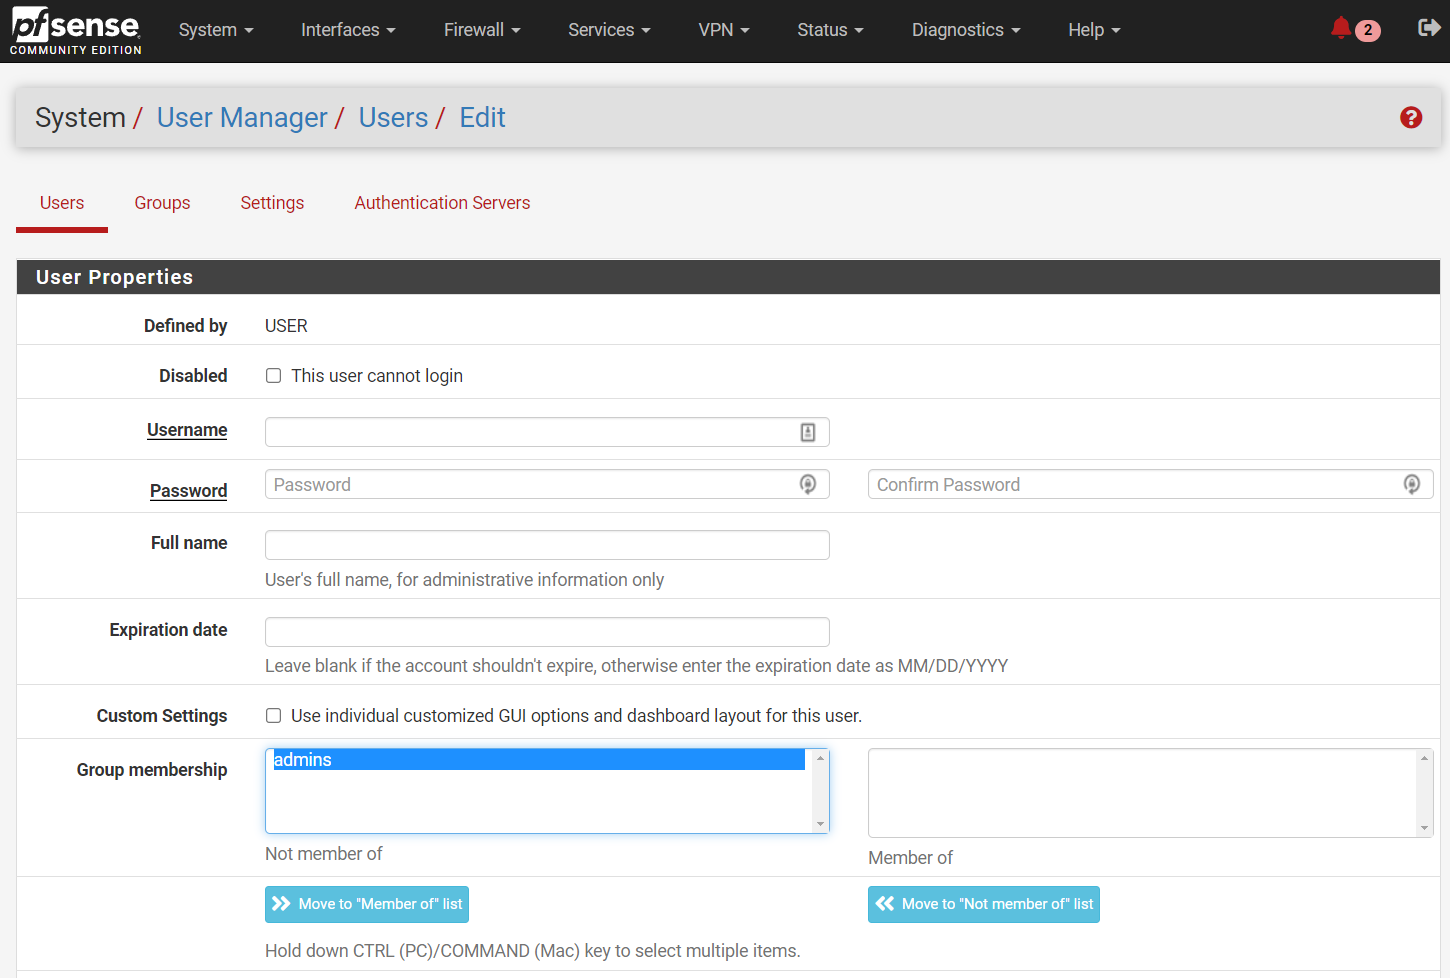 pfsense
COMMUNITY EDITION
System Interfaces Firewall Services VPN Status Diagnostics Help 2
System / User Manager / Users / Edit
Users Groups Settings Authentication Servers
User Properties
Defined by USER
Disabled This user cannot login
Username
Password Password Confirm Password
Full name
User's full name, for administrative information only
Expiration date
Leave blank if the account shouldn't expire, otherwise enter the expiration date as MM/DD/YYYY
Custom Settings Use individual customized GUI options and dashboard layout for this user.
Group membership admins
Not member of Member of
Move to "Member of" list Move to "Not member of" list
Hold down CTRL (PC)/COMMAND (Mac) key to select multiple items.